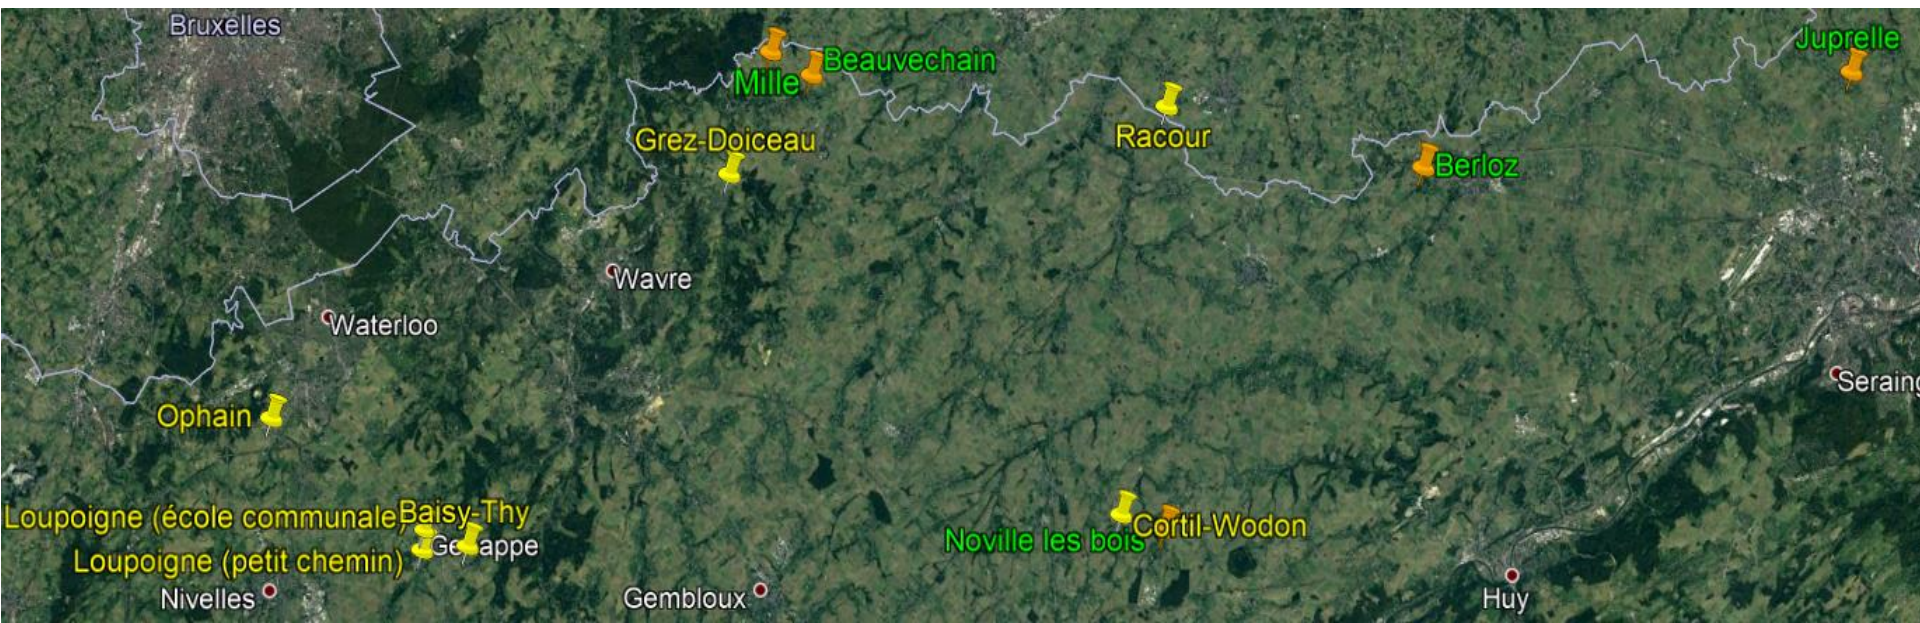 Bruxelles
Juprelle
Beauvechain
Mille
Grez-Doiceau
Racour
Berloz
Wavre
Waterloo
Seraing
Ophain
Loupoigne (école communale)
Baisy-Thy
Cortil-Wodon
Noville les bois
Loupoigne (petit chemin)
Nivelles
Gembloux
Huy